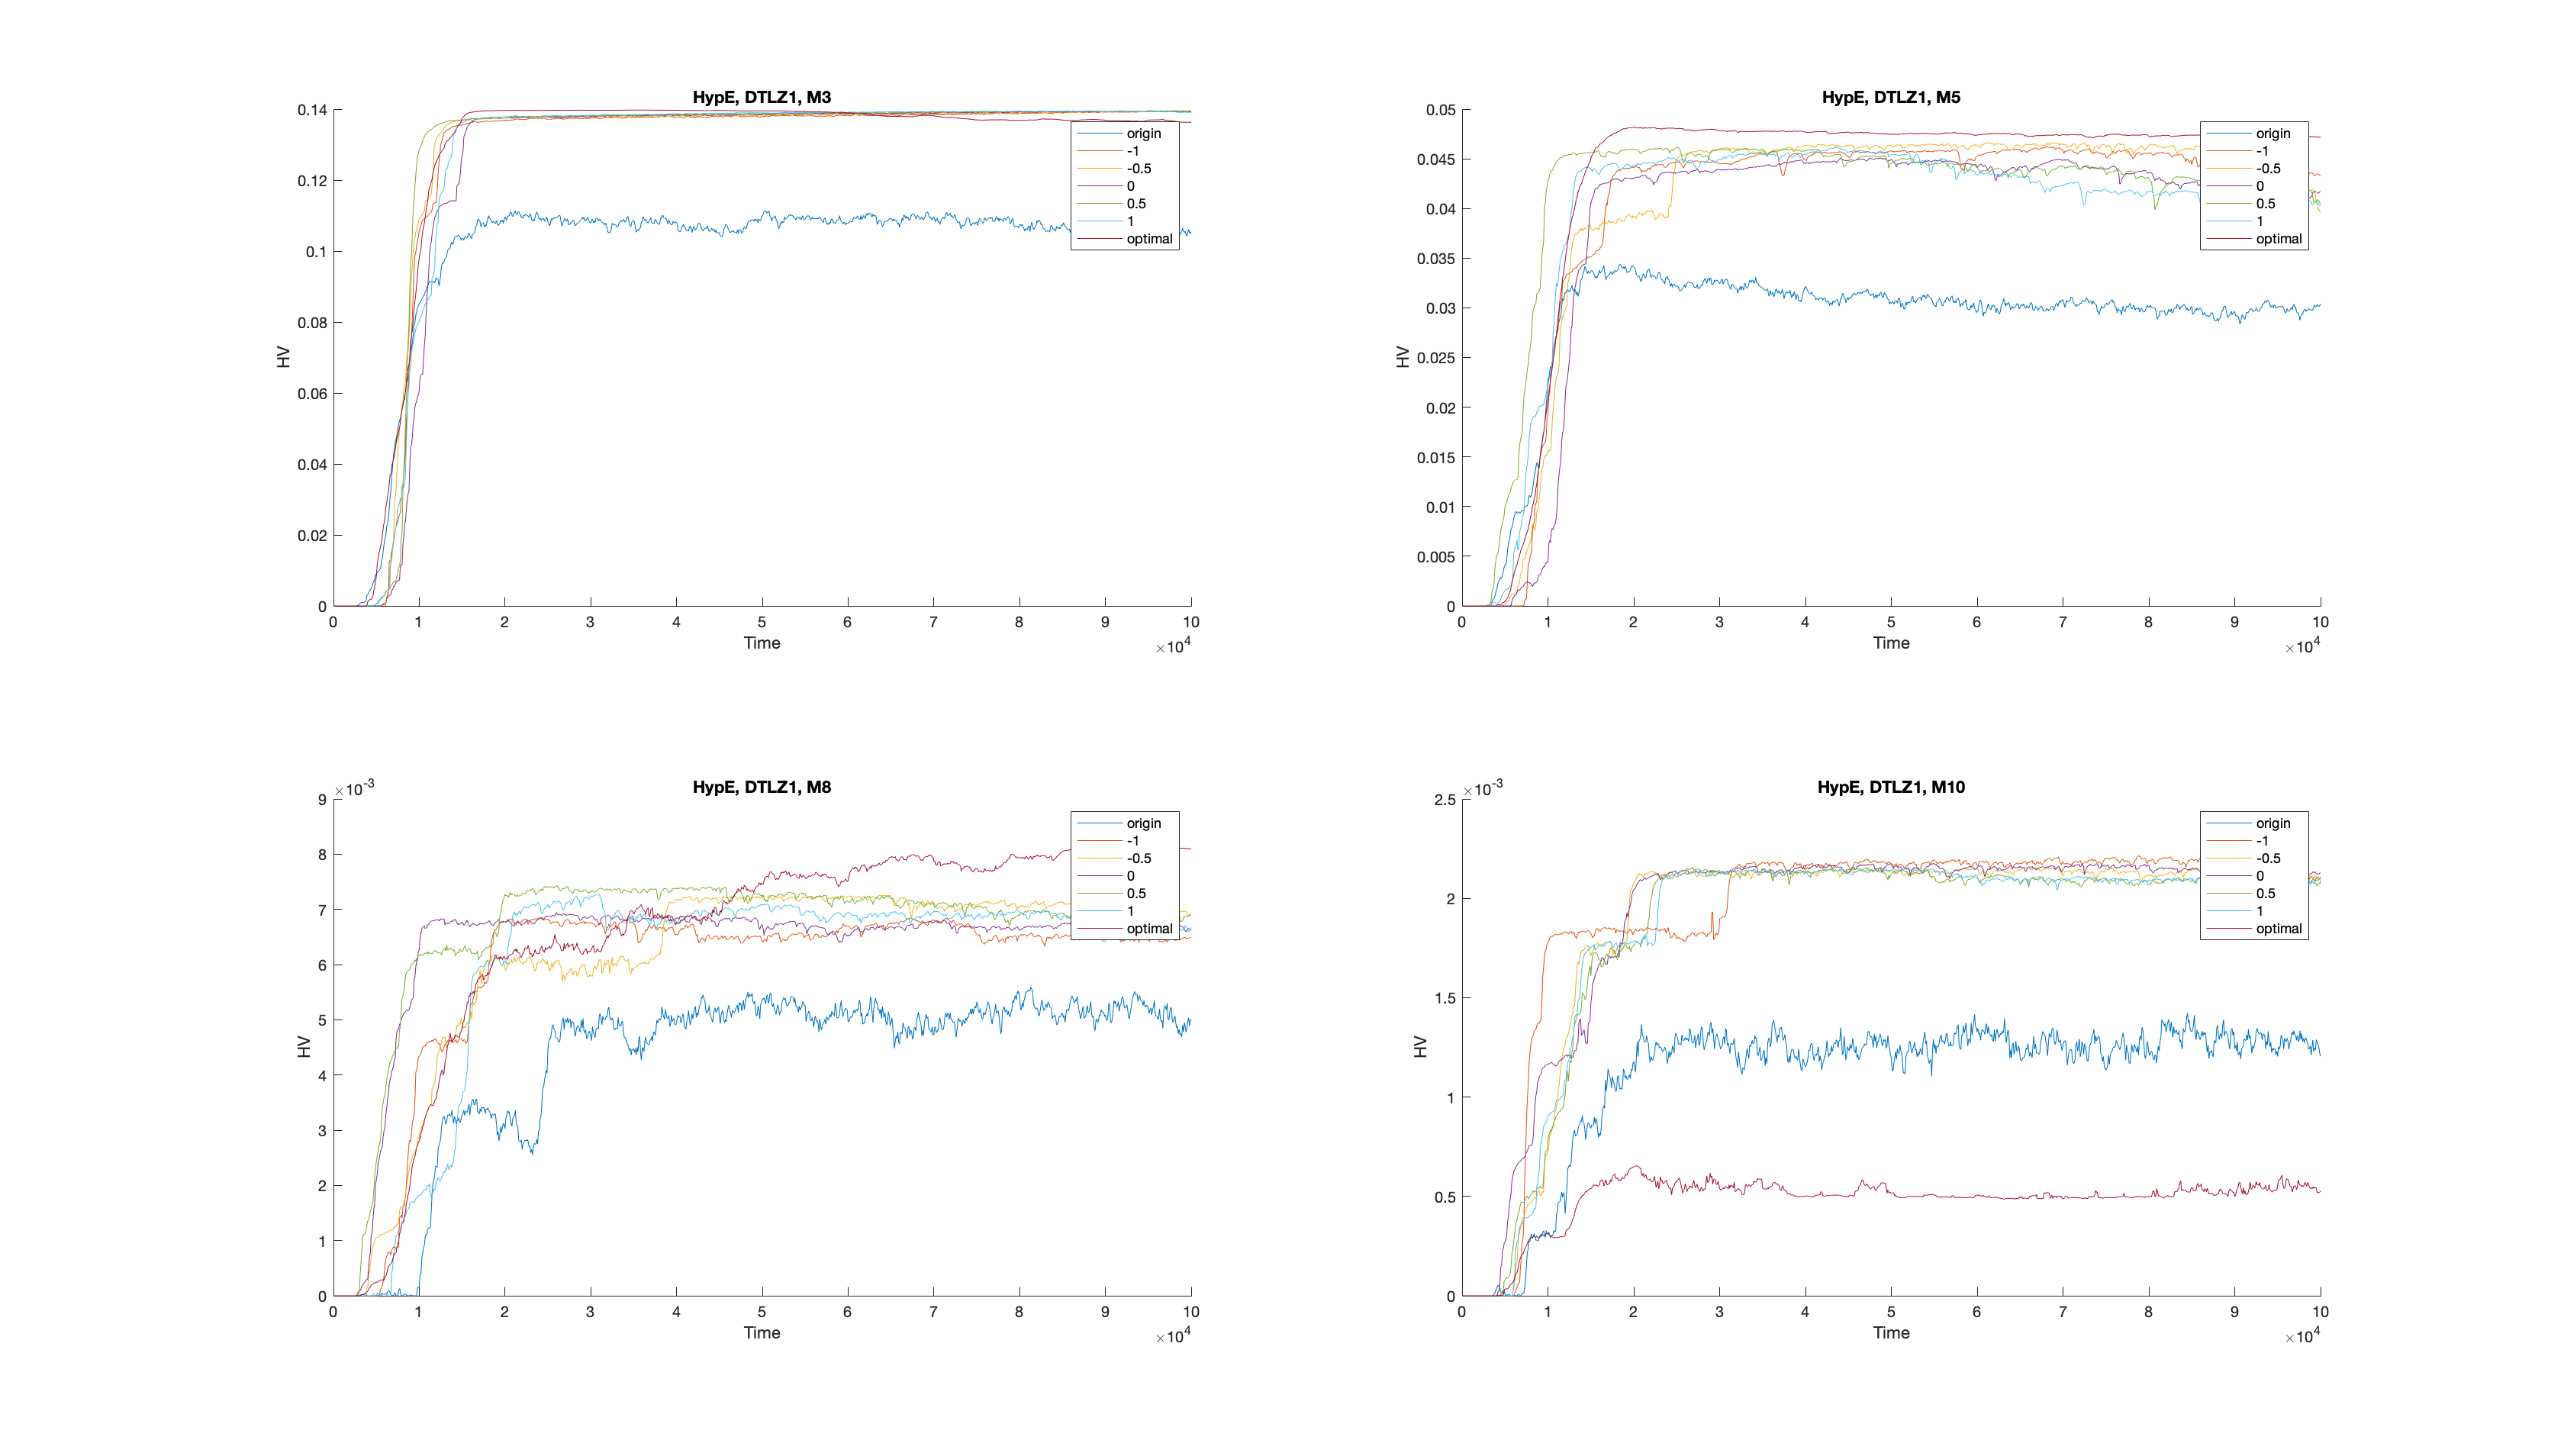 HypE, DTLZ1, M3
0.14
0.12
0.1
0.08
0.06
0.04
0.02
0
HV
0 1 2 3 4 5 6 7 8 9 10
Time
×10^4
origin
-1
-0.5
0
0.5
1
optimal
HypE, DTLZ1, M5
0.05
0.045
0.04
0.035
0.03
0.025
0.02
0.015
0.01
0.005
0
HV
0 1 2 3 4 5 6 7 8 9 10
Time
×10^4
origin
-1
-0.5
0
0.5
1
optimal
HypE, DTLZ1, M8
×10^-3
9
8
7
6
5
4
3
2
1
0
HV
0 1 2 3 4 5 6 7 8 9 10
Time
×10^4
origin
-1
-0.5
0
0.5
1
optimal
HypE, DTLZ1, M10
×10^-3
2.5
2
1.5
1
0.5
0
HV
0 1 2 3 4 5 6 7 8 9 10
Time
×10^4
origin
-1
-0.5
0
0.5
1
optimal